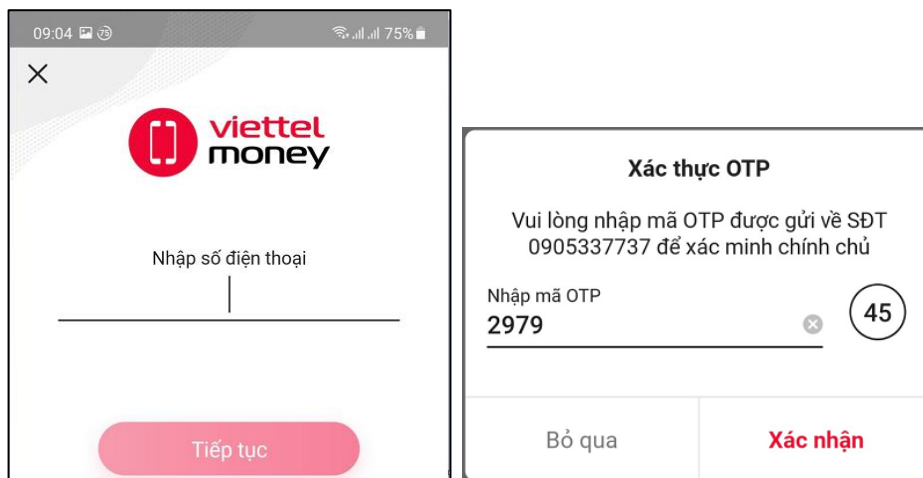 09:04 75 75%
viettel
money
Nhập số điện thoại
Tiếp tục
Xác thực OTP
Vui lòng nhập mã OTP được gửi về SĐT
0905337737 để xác minh chính chủ
Nhập mã OTP
2979
45
Bỏ qua Xác nhận